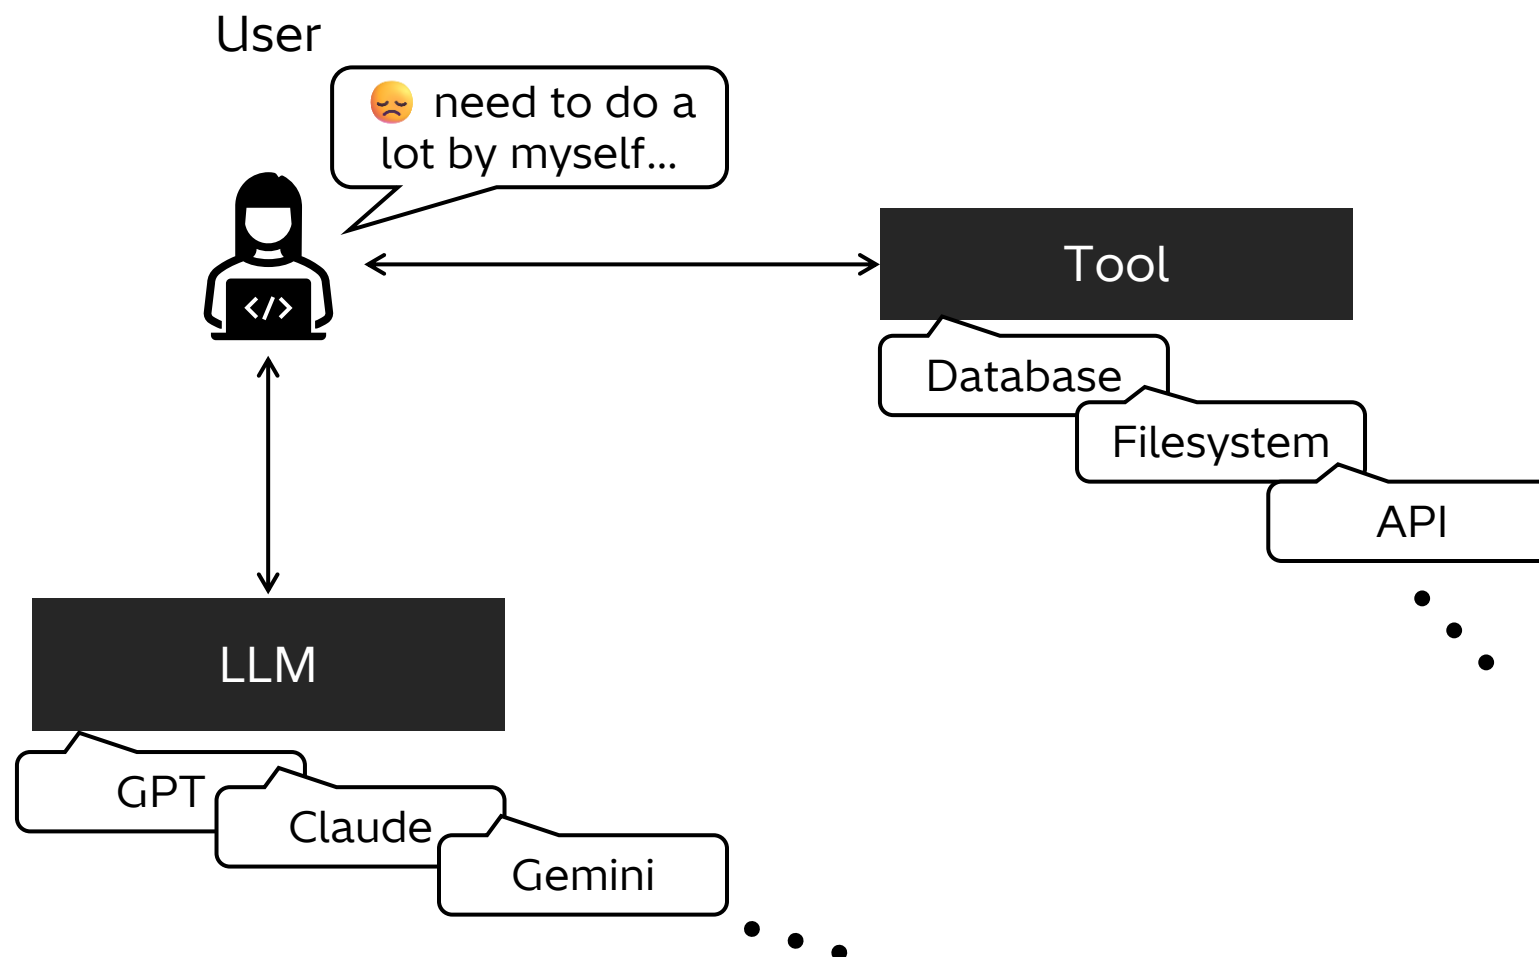 User
😞 need to do a
lot by myself...
</>
Tool
Database
Filesystem
API
LLM
GPT
Claude
Gemini